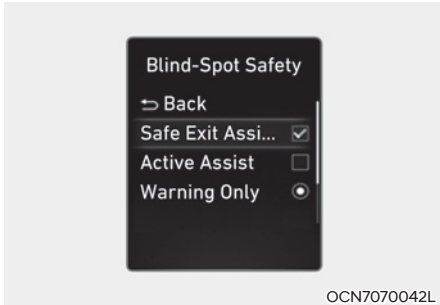 Blind-Spot Safety
Back
Safe Exit Assi...
Active Assist
Warning Only
OCN7070042L